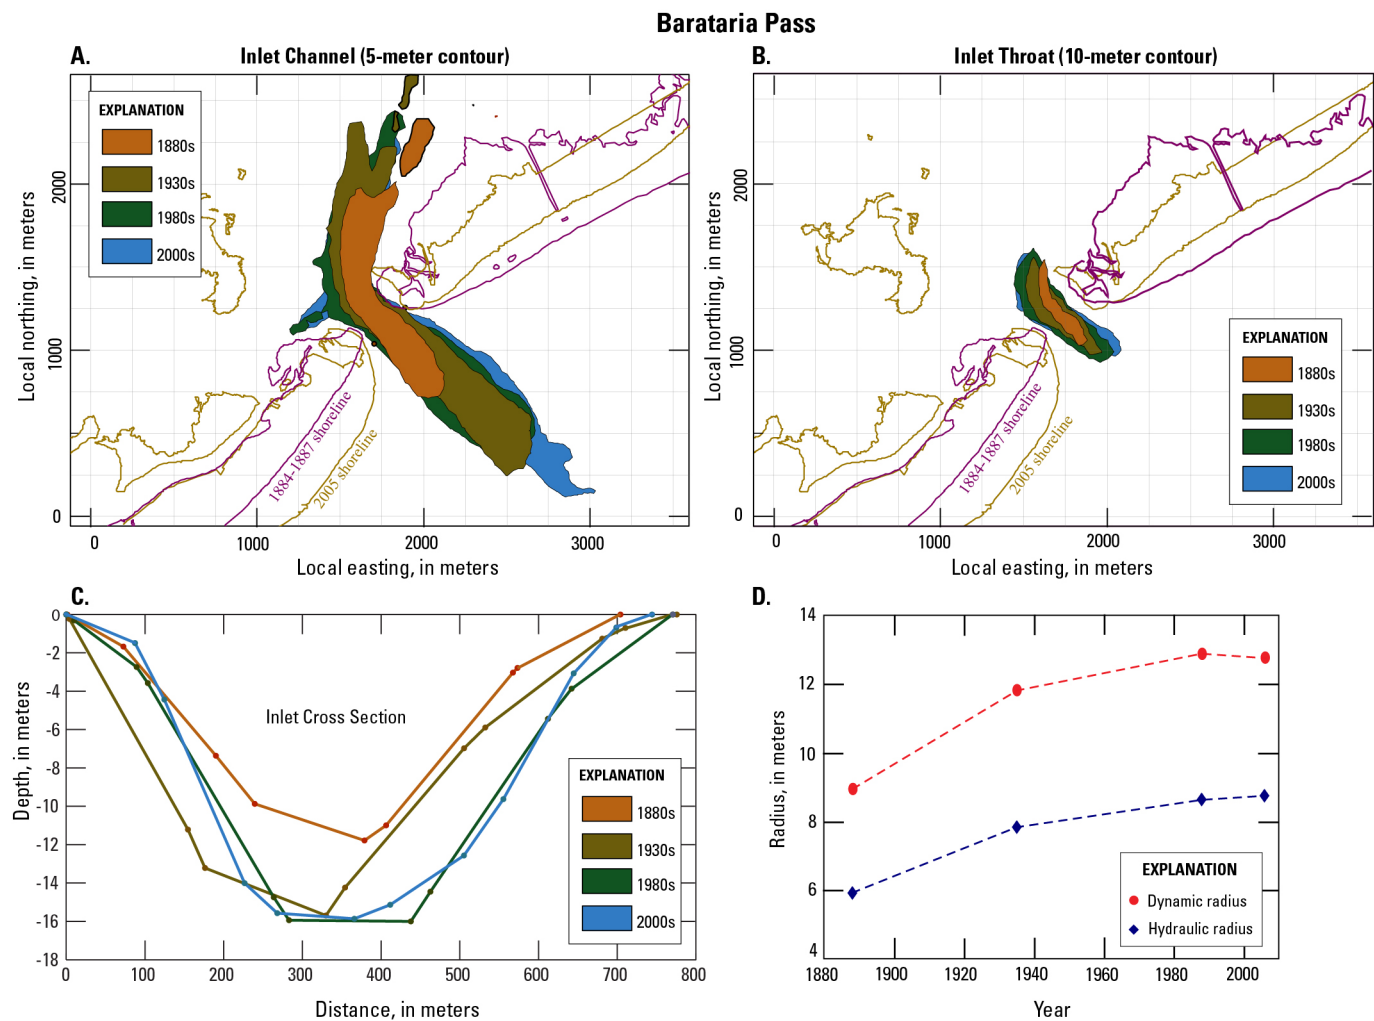 Barataria Pass
A.
Inlet Channel (5-meter contour)
EXPLANATION
1880s
1930s
1980s
2000s
Local northing, in meters
2000
1000
0
1884-1887 shoreline
2005 shoreline
0
1000
2000
3000
Local easting, in meters
B.
Inlet Throat (10-meter contour)
Local northing, in meters
2000
1000
0
1884-1887 shoreline
2005 shoreline
EXPLANATION
1880s
1930s
1980s
2000s
0
1000
2000
3000
Local easting, in meters
C.
Depth, in meters
0
-2
-4
-6
-8
-10
-12
-14
-16
-18
Inlet Cross Section
EXPLANATION
1880s
1930s
1980s
2000s
0
100
200
300
400
500
600
700
800
Distance, in meters
D.
Radius, in meters
14
12
10
8
6
4
EXPLANATION
Dynamic radius
Hydraulic radius
1880
1900
1920
1940
1960
1980
2000
Year